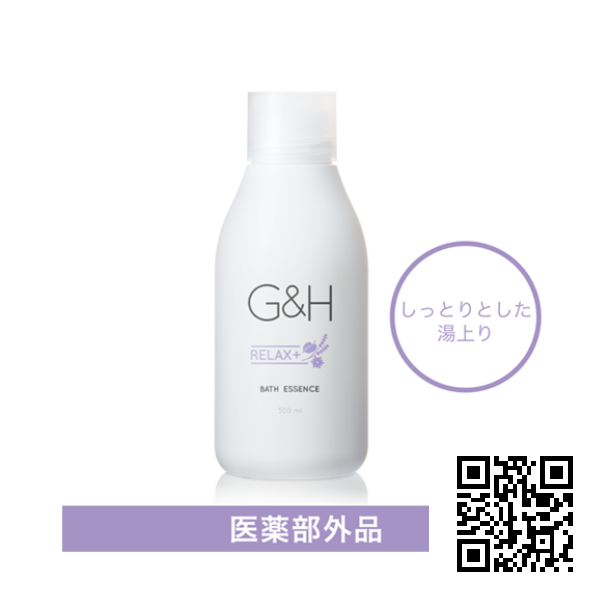 G&H
RELAX+
BATH ESSENCE
500 mL
しっとりとした
湯上り
医薬部外品